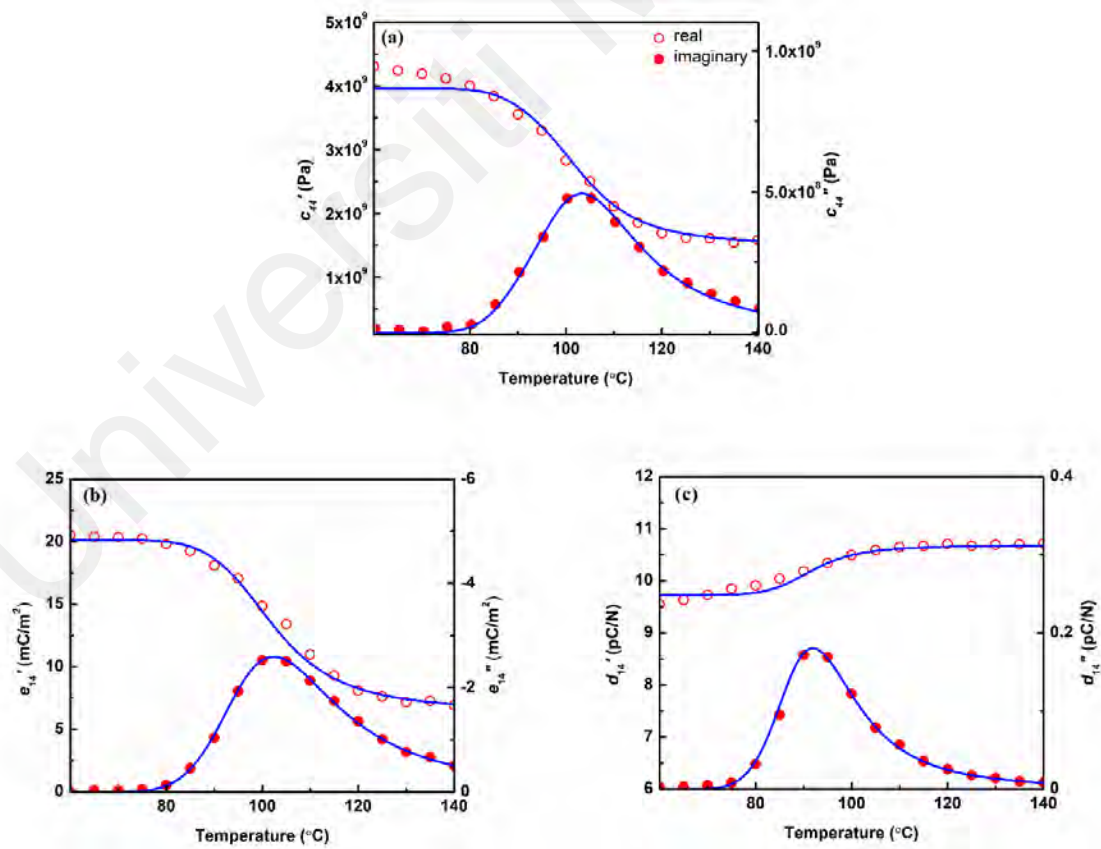 Universiti
(a)
real
imaginary
5x10⁹
4x10⁹
3x10⁹
2x10⁹
1x10⁹
c₄₄′ (Pa)
1.0x10⁹
5.0x10⁸
0.0
c₄₄″ (Pa)
80 100 120 140
Temperature (°C)
(b)
25
20
15
10
5
0
e₁₄′ (mC/m²)
-6
-4
-2
0
e₁₄″ (mC/m²)
80 100 120 140
Temperature (°C)
(c)
12
11
10
9
8
7
6
d₁₄′ (pC/N)
0.4
0.2
0
d₁₄″ (pC/N)
80 100 120 140
Temperature (°C)